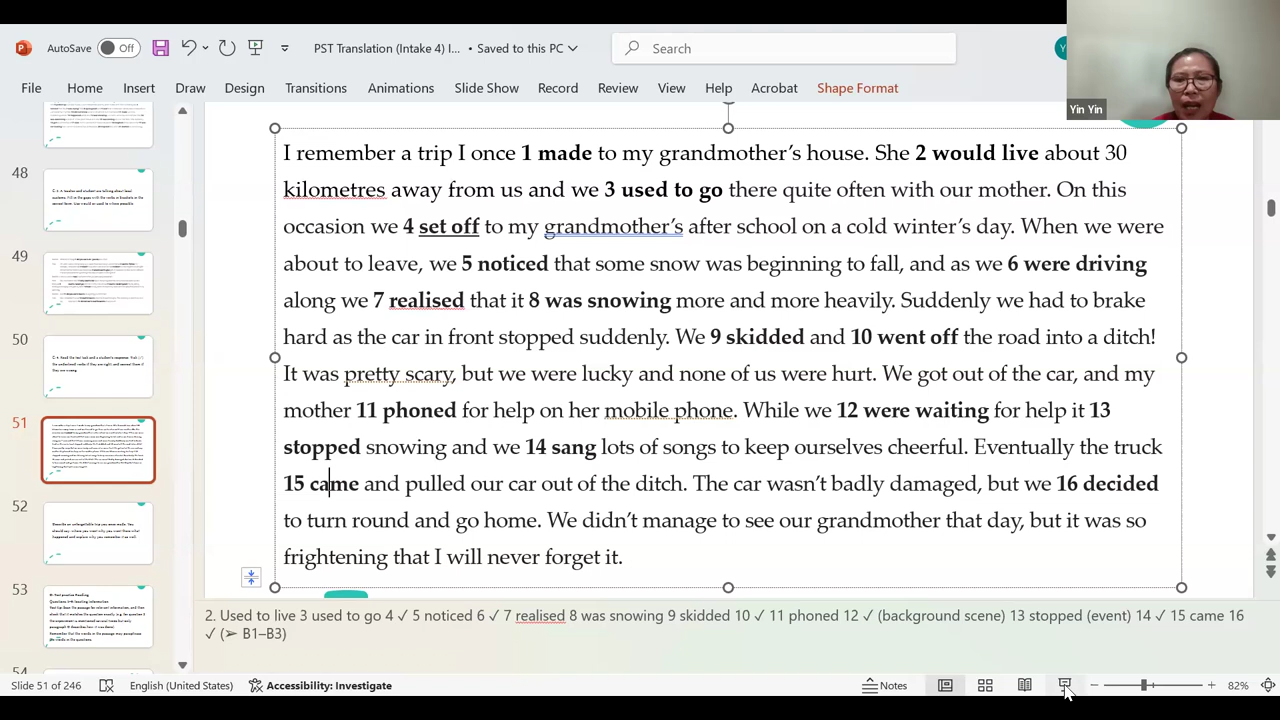 AutoSave Off PST Translation (Intake 4) I... • Saved to this PC Search
Yin Yin
File Home Insert Draw Design Transitions Animations Slide Show Record Review View Help Acrobat Shape Format
48
49
50
51
52
53
54
I remember a trip I once 1 made to my grandmother's house. She 2 would live about 30
kilometres away from us and we 3 used to go there quite often with our mother. On this
occasion we 4 set off to my grandmother's after school on a cold winter's day. When we were
about to leave, we 5 noticed that some snow was beginning to fall, and as we 6 were driving
along we 7 realised that it 8 was snowing more and more heavily. Suddenly we had to brake
hard as the car in front stopped suddenly. We 9 skidded and 10 went off the road into a ditch!
It was pretty scary, but we were lucky and none of us were hurt. We got out of the car, and my
mother 11 phoned for help on her mobile phone. While we 12 were waiting for help it 13
stopped snowing and we 14 sang lots of songs to keep ourselves cheerful. Eventually the truck
15 came and pulled our car out of the ditch. The car wasn't badly damaged, but we 16 decided
to turn round and go home. We didn't manage to see our grandmother that day, but it was so
frightening that I will never forget it.
2. Used to live 3 used to go 4 ✓ 5 noticed 6 ✓ 7 realised 8 was snowing 9 skidded 10 ✓ 11 phoned 12 ✓ (background scene) 13 stopped (event) 14 ✓ 15 came 16
✓ (➢ B1–B3)
Slide 51 of 246 English (United States) Accessibility: Investigate Notes 82%